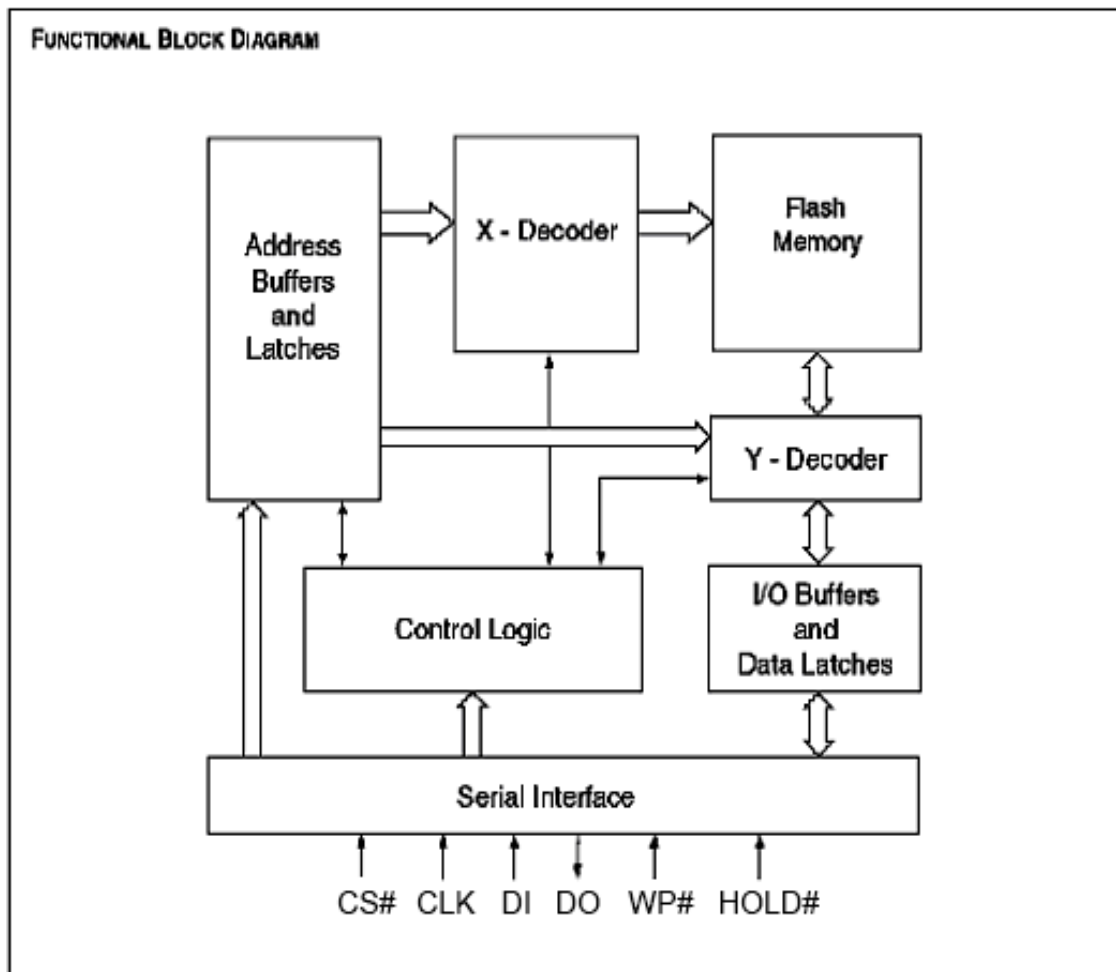 FUNCTIONAL BLOCK DIAGRAM
Address
Buffers
and
Latches
X - Decoder
Flash
Memory
Y - Decoder
Control Logic
I/O Buffers
and
Data Latches
Serial Interface
CS# CLK DI DO WP# HOLD#